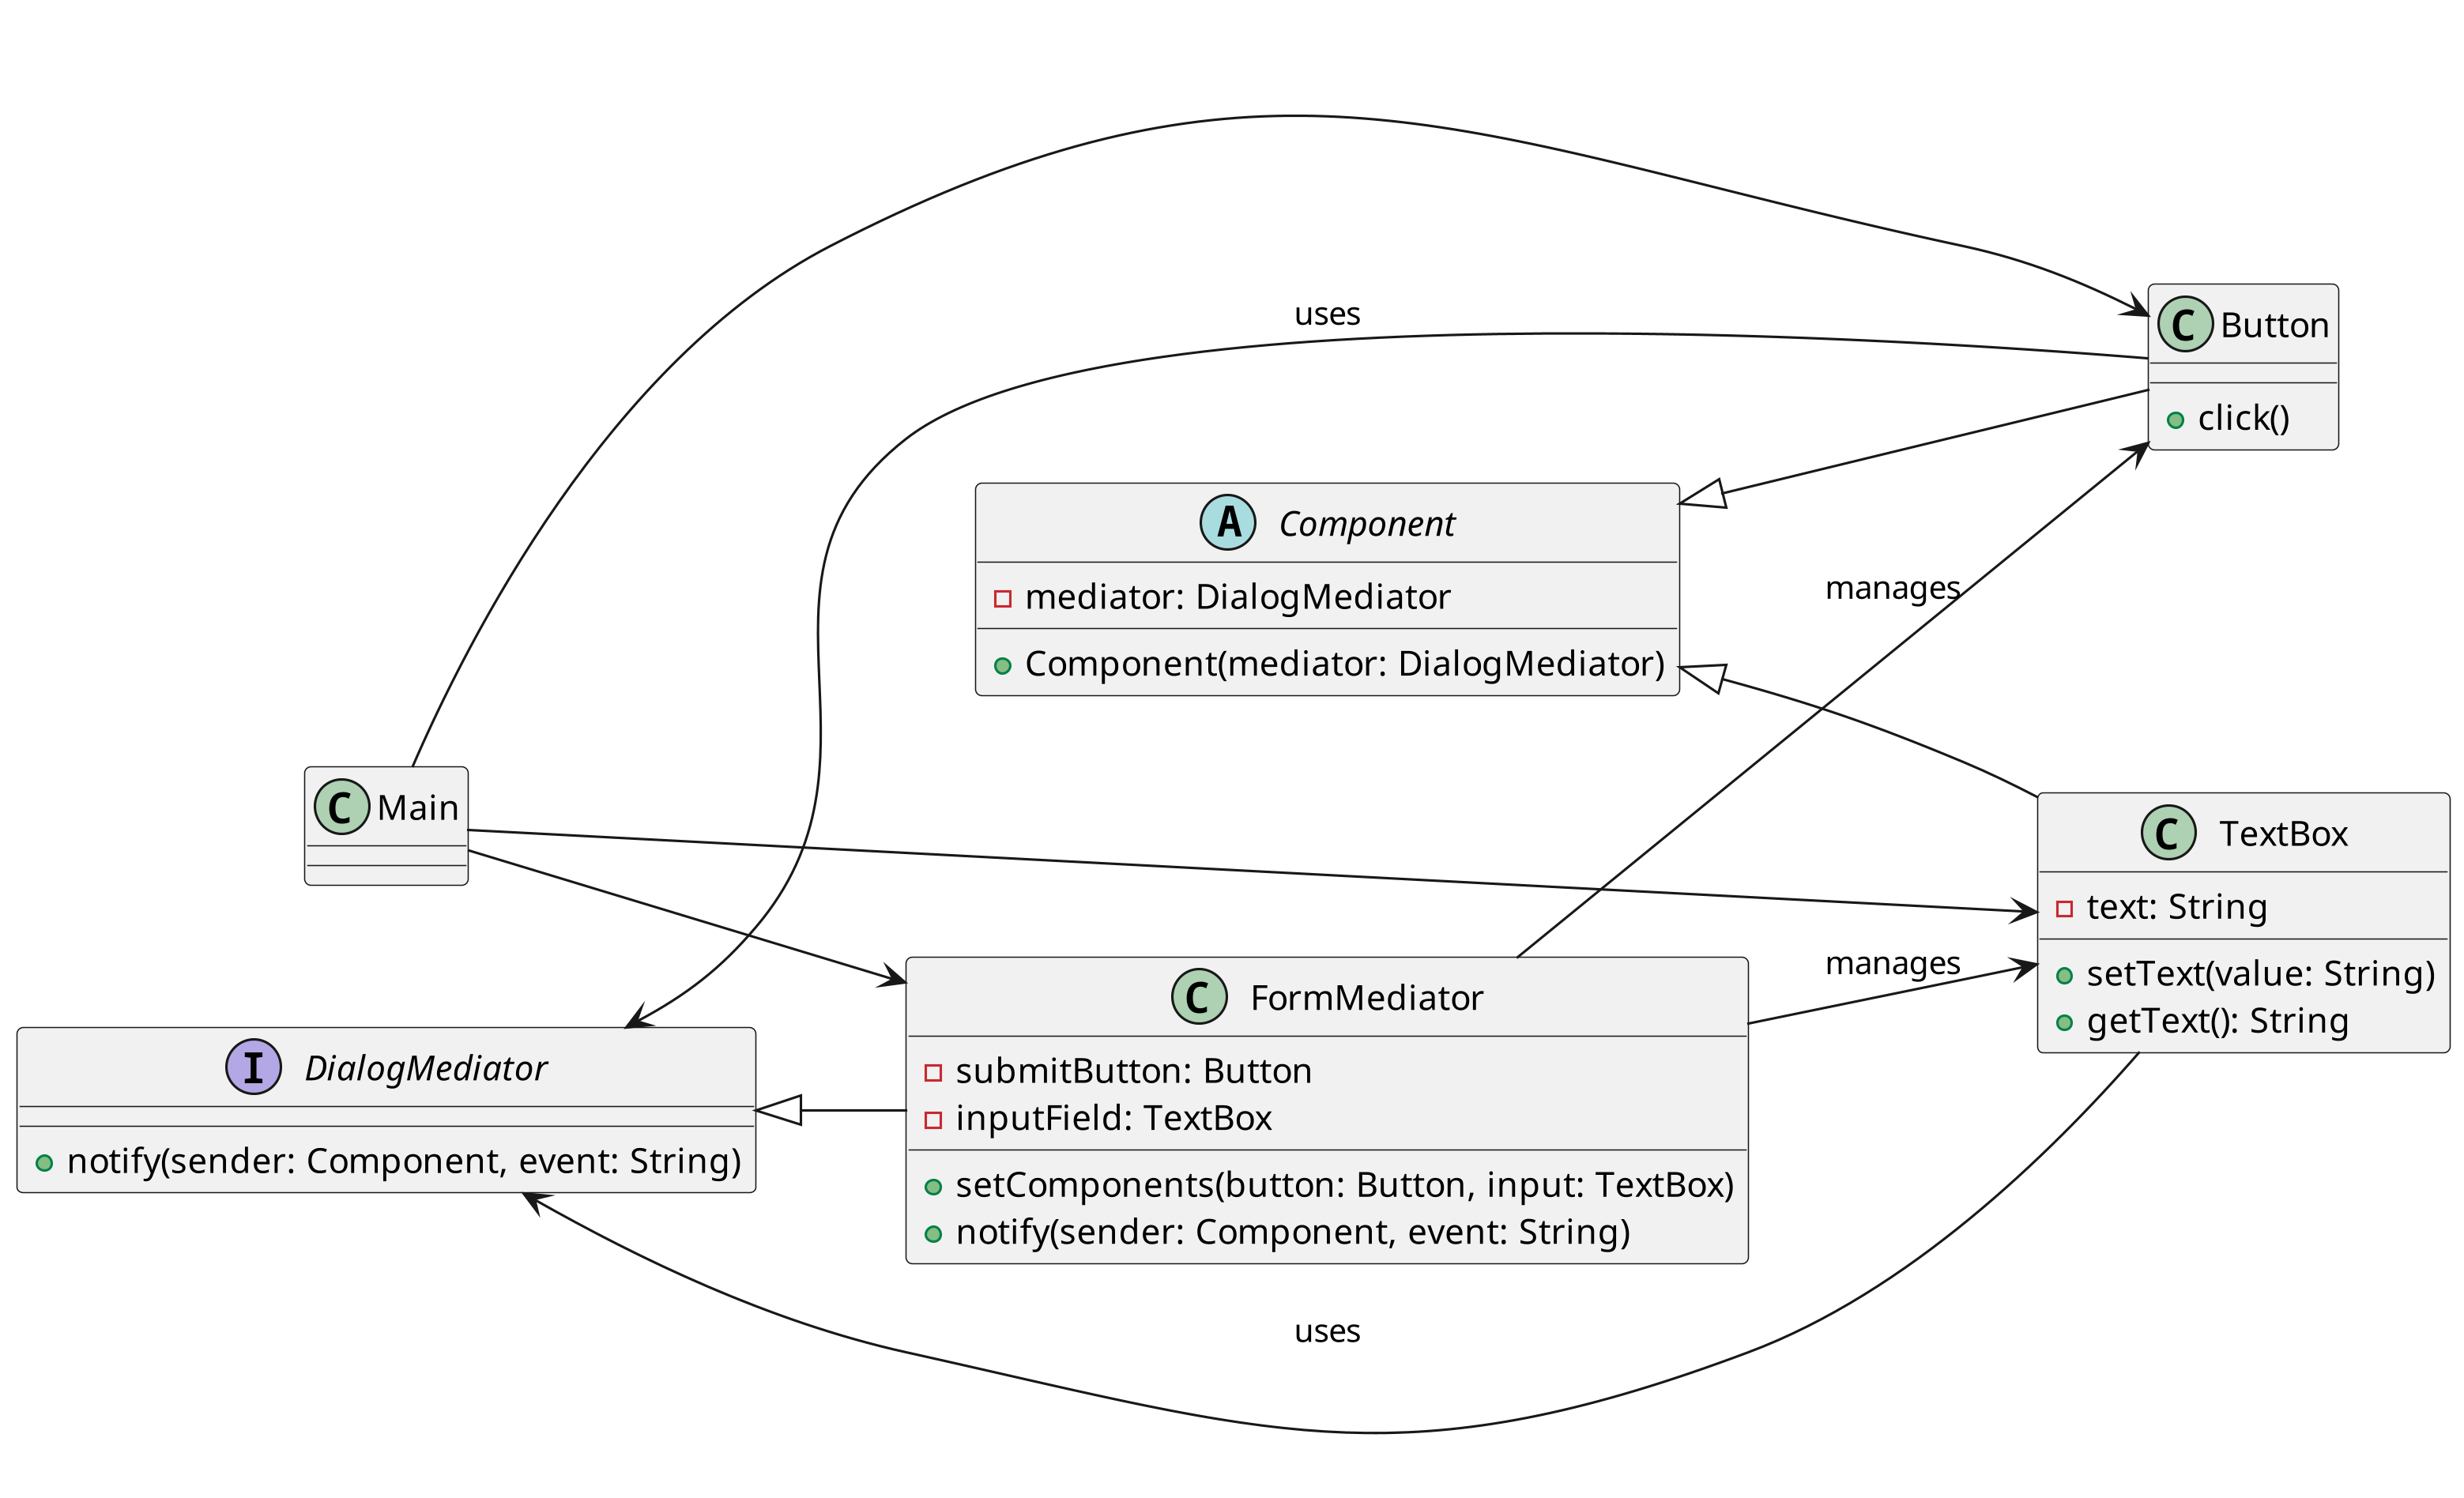 uses
C Button
click()
A Component
mediator: DialogMediator
Component(mediator: DialogMediator)
manages
C Main
C TextBox
text: String
setText(value: String)
getText(): String
manages
C FormMediator
submitButton: Button
inputField: TextBox
setComponents(button: Button, input: TextBox)
notify(sender: Component, event: String)
I DialogMediator
notify(sender: Component, event: String)
uses